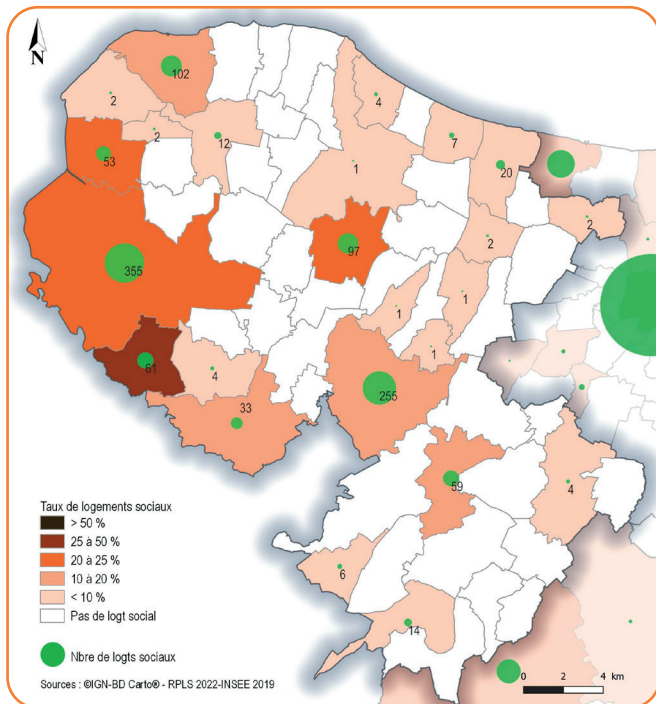 N
102
2
4
2
12
7
53
20
1
2
2
97
355
1
1
1
61
4
255
33
59
4
6
14
Taux de logements sociaux
> 50 %
25 à 50 %
20 à 25 %
10 à 20 %
< 10 %
Pas de logt social
Nbre de logts sociaux
Sources : ©IGN-BD Carto® - RPLS 2022-INSEE 2019
0 2 4 km